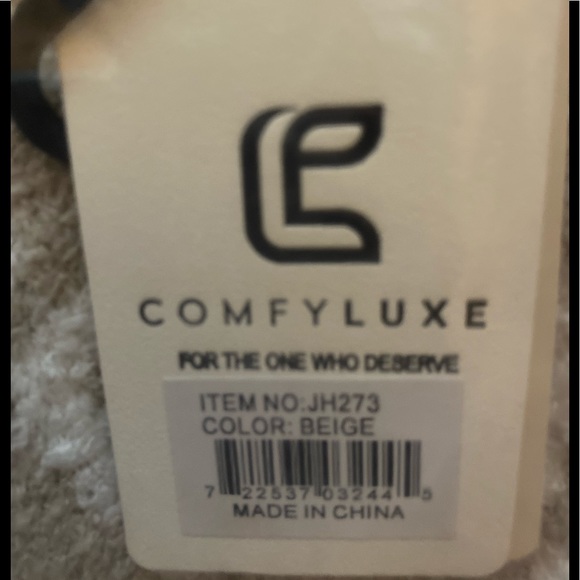 COMFYLUXE
FOR THE ONE WHO DESERVE
ITEM NO:JH273
COLOR: BEIGE
7 22537 03244 5
MADE IN CHINA